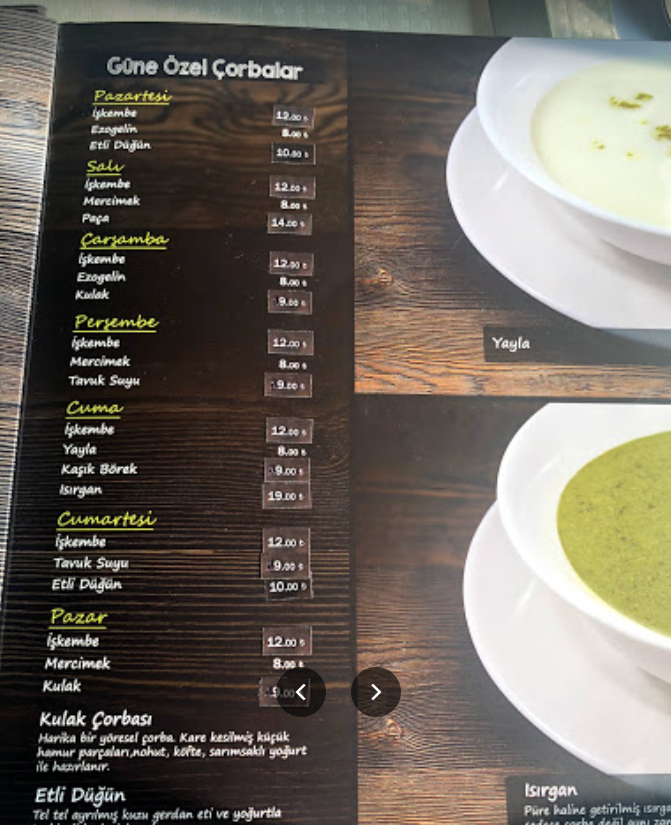 Güne Özel Çorbalar
Pazartesi
İşkembe 12.00 ₺
Ezogelin 8.00 ₺
Etli Düğün 10.00 ₺
Salı
İşkembe 12.00 ₺
Mercimek 8.00 ₺
Paça 14.00 ₺
Çarşamba
İşkembe 12.00 ₺
Ezogelin 8.00 ₺
Kulak 9.00 ₺
Perşembe
İşkembe 12.00 ₺
Mercimek 8.00 ₺
Tavuk Suyu 9.00 ₺
Cuma
İşkembe 12.00 ₺
Yayla 8.00 ₺
Kaşık Börek 9.00 ₺
Isırgan 19.00 ₺
Cumartesi
İşkembe 12.00 ₺
Tavuk Suyu 9.00 ₺
Etli Düğün 10.00 ₺
Pazar
İşkembe 12.00 ₺
Mercimek 8.00 ₺
Kulak 9.00
Kulak Çorbası
Harika bir yöresel çorba. Kare kesilmiş küçük
hamur parçaları,nohut, köfte, sarımsaklı yoğurt
ile hazırlanır.
Etli Düğün
Tel tel ayrılmış kuzu gerdan eti ve yoğurtla
Yayla
Isırgan
Püre haline getirilmiş